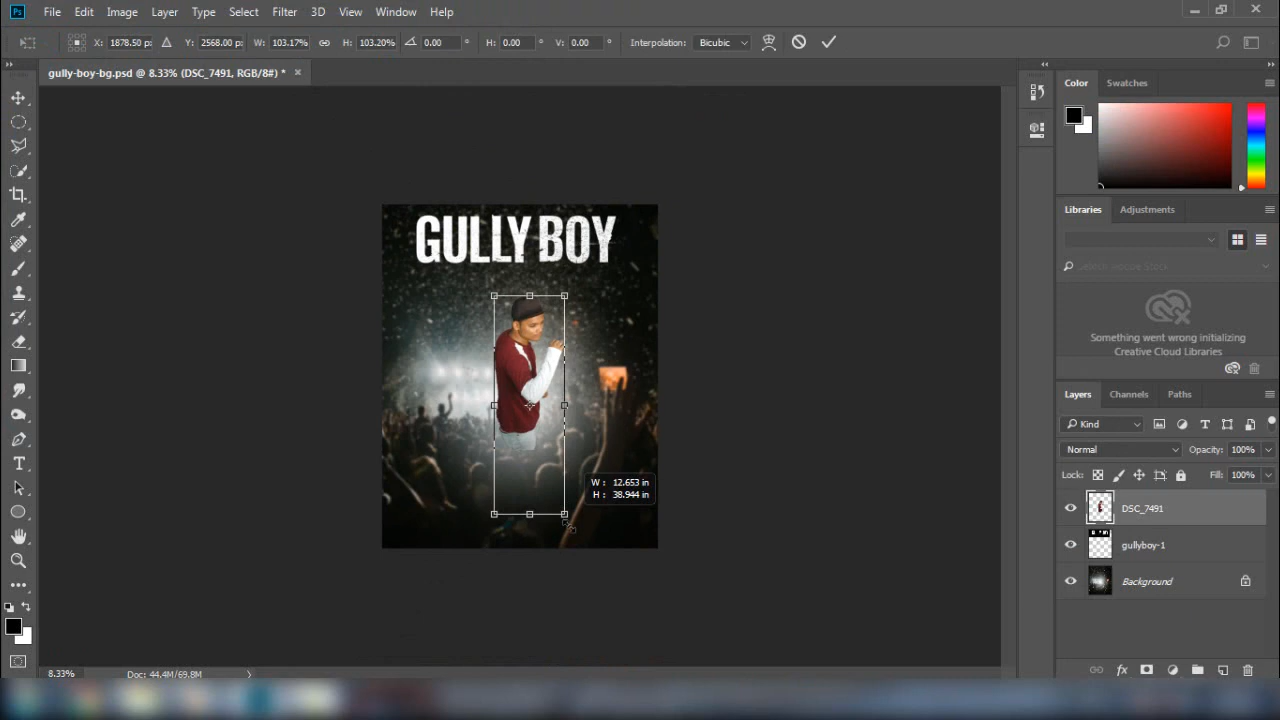 Ps File Edit Image Layer Type Select Filter 3D View Window Help
X: 1878.50 px Y: 2568.00 px W: 103.17% H: 103.20% 0.00 ° H: 0.00 ° V: 0.00 ° Interpolation: Bicubic
gully-boy-bg.psd @ 8.33% (DSC_7491, RGB/8#) *
Color Swatches
GULLY BOY
Libraries Adjustments
Search Adobe Stock
Something went wrong initializing
Creative Cloud Libraries
Layers Channels Paths
Kind
Normal Opacity: 100%
Lock: Fill: 100%
W : 12.653 in
H : 38.944 in
DSC_7491
gullyboy-1
Background
8.33% Doc: 44.4M/69.8M